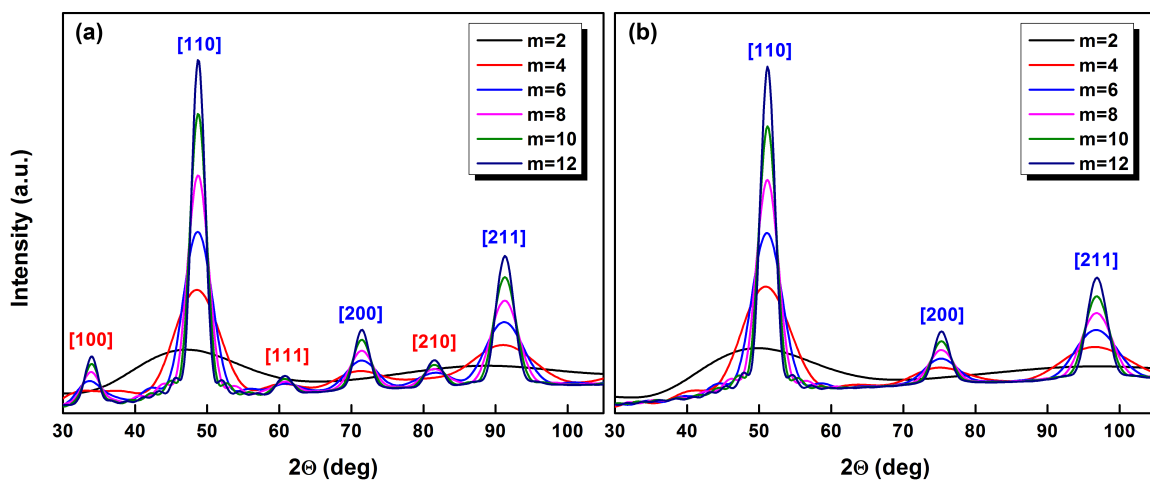 (a)
[110]
[100]
[111]
[200]
[210]
[211]
m=2
m=4
m=6
m=8
m=10
m=12
Intensity (a.u.)
30 40 50 60 70 80 90 100
2Θ (deg)
(b)
[110]
[200]
[211]
m=2
m=4
m=6
m=8
m=10
m=12
30 40 50 60 70 80 90 100
2Θ (deg)